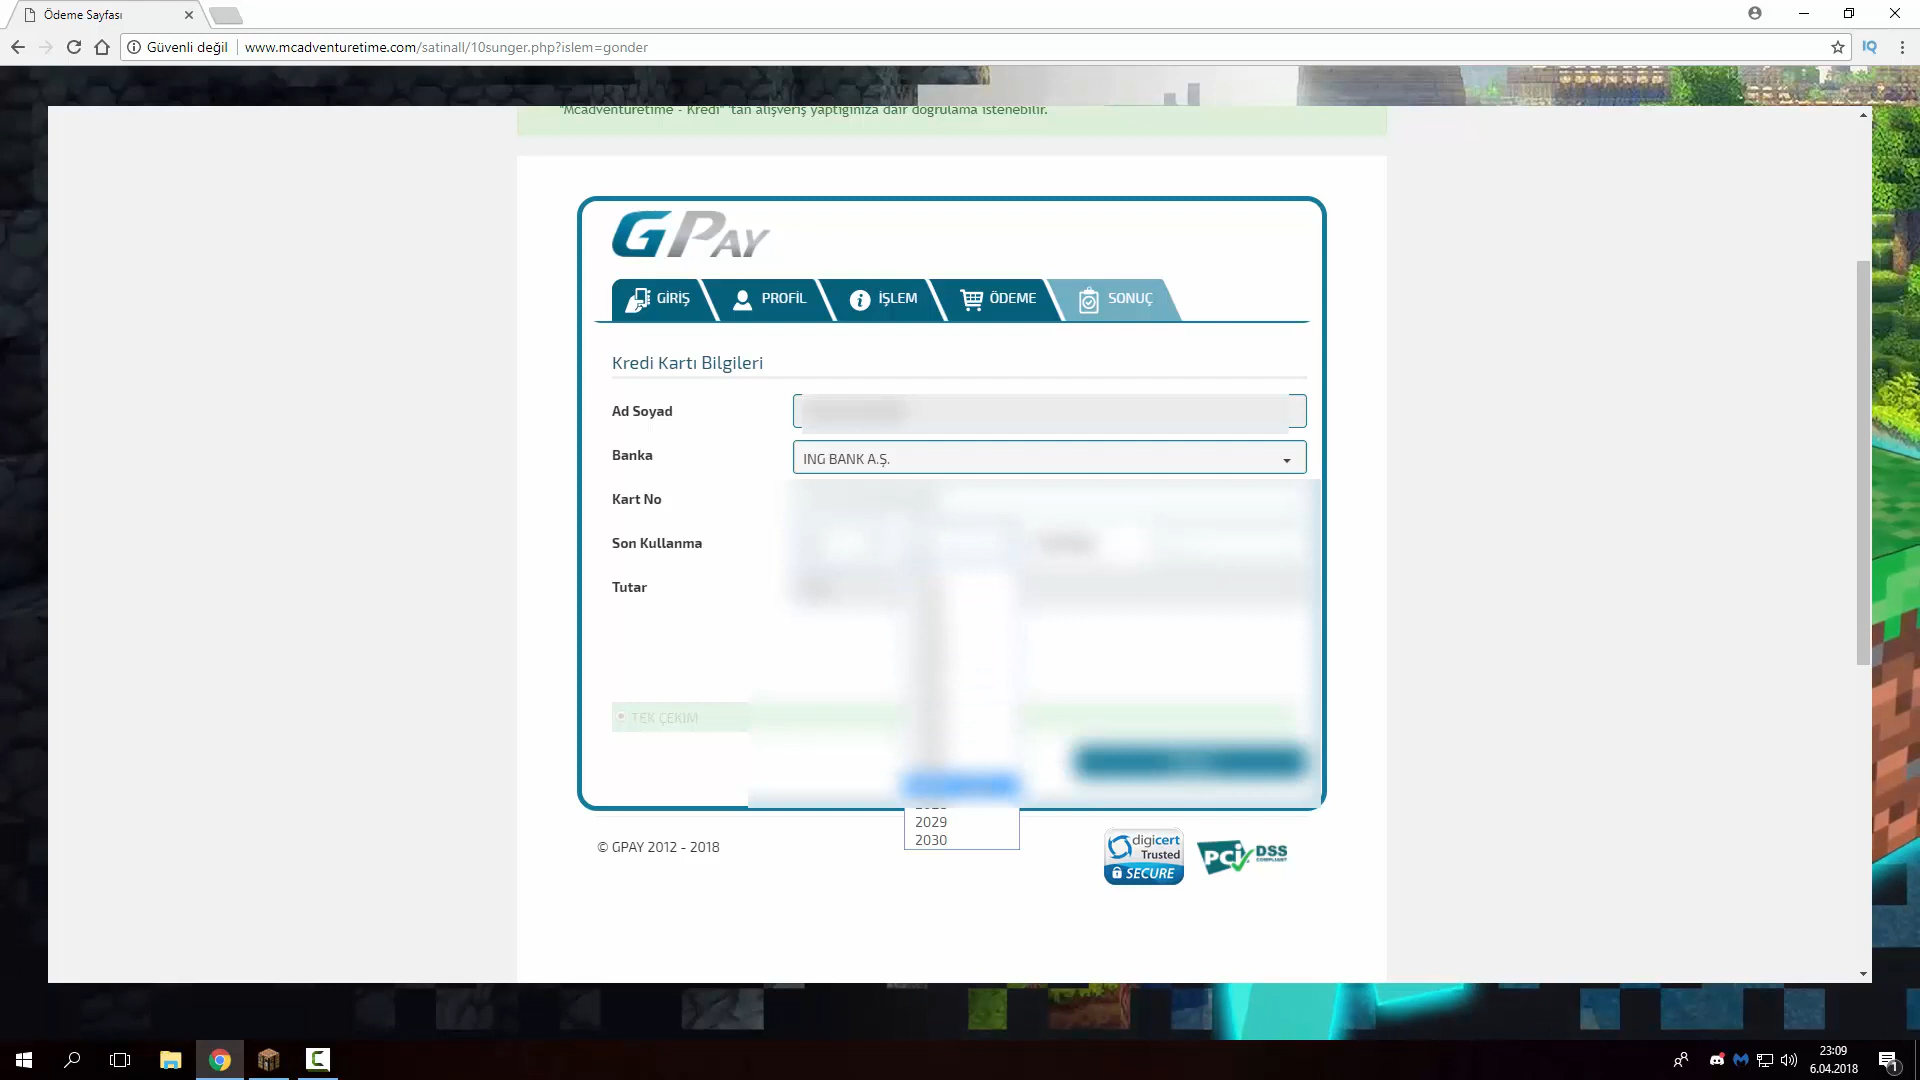 Ödeme Sayfası
Güvenli değil
www.mcadventuretime.com/satinall/10sunger.php?islem=gonder
IQ
"Mcadventuretime - Kredi" 'tan alışveriş yaptığınıza dair doğrulama istenebilir.
GPAY
GİRİŞ
PROFİL
İŞLEM
ÖDEME
SONUÇ
Kredi Kartı Bilgileri
Ad Soyad
Banka
ING BANK A.Ş.
Kart No
Son Kullanma
Tutar
TEK ÇEKİM
2029
2030
© GPAY 2012 - 2018
digicert
Trusted
SECURE
PCI DSS
COMPLIANT
23:09
6.04.2018
1